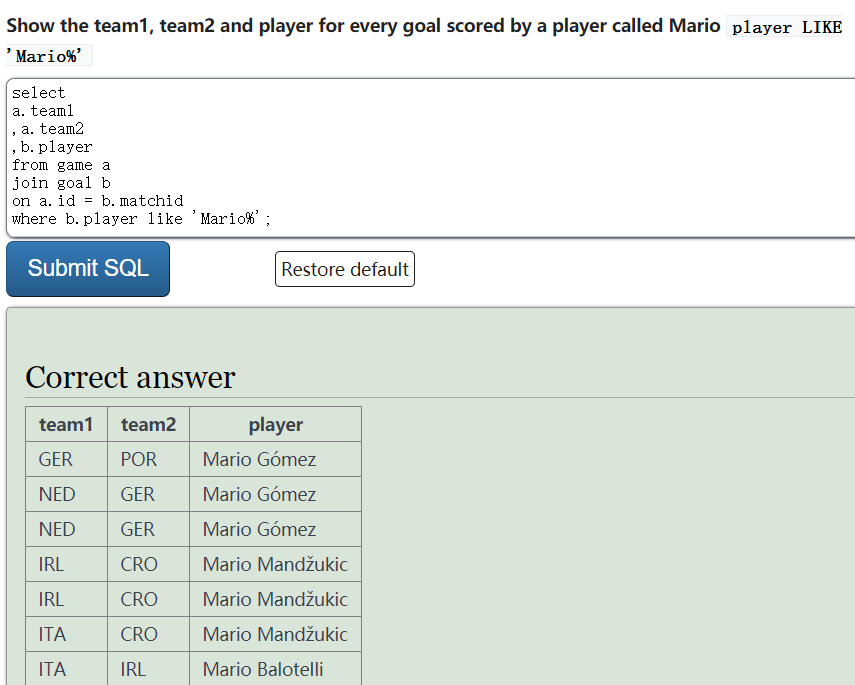 Show the team1, team2 and player for every goal scored by a player called Mario player LIKE
'Mario%'
select
a.team1
,a.team2
,b.player
from game a
join goal b
on a.id = b.matchid
where b.player like 'Mario%';
Submit SQL
Restore default
Correct answer
team1 team2 player
GER POR Mario Gómez
NED GER Mario Gómez
NED GER Mario Gómez
IRL CRO Mario Mandžukic
IRL CRO Mario Mandžukic
ITA CRO Mario Mandžukic
ITA IRL Mario Balotelli